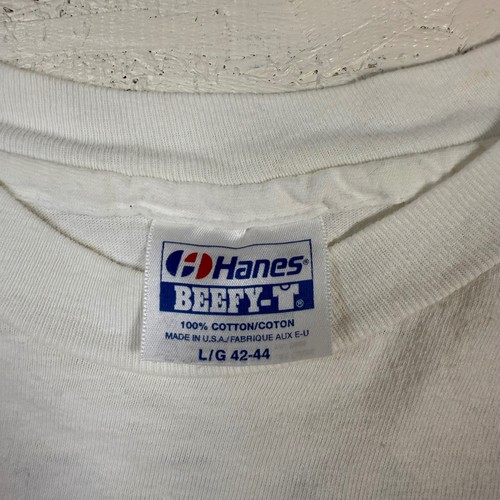 Hanes®
BEEFY-T®
100% COTTON/COTON
MADE IN U.S.A./FABRIQUE AUX E-U
L/G 42-44